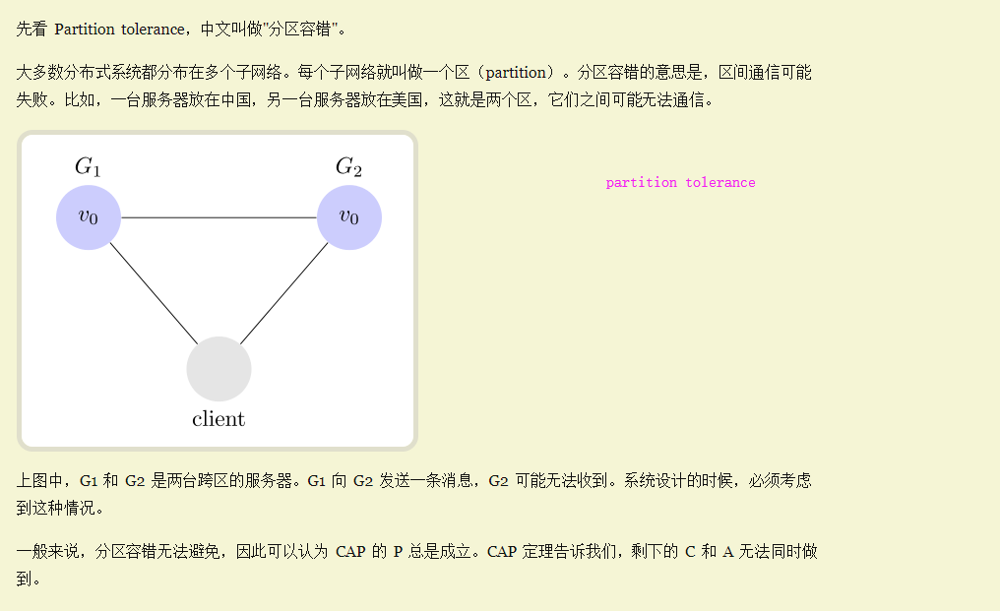 先看 Partition tolerance，中文叫做"分区容错"。
大多数分布式系统都分布在多个子网络。每个子网络就叫做一个区（partition）。分区容错的意思是，区间通信可能
失败。比如，一台服务器放在中国，另一台服务器放在美国，这就是两个区，它们之间可能无法通信。
G1 G2
partition tolerance
v0 v0
client
上图中，G1 和 G2 是两台跨区的服务器。G1 向 G2 发送一条消息，G2 可能无法收到。系统设计的时候，必须考虑
到这种情况。
一般来说，分区容错无法避免，因此可以认为 CAP 的 P 总是成立。CAP 定理告诉我们，剩下的 C 和 A 无法同时做
到。